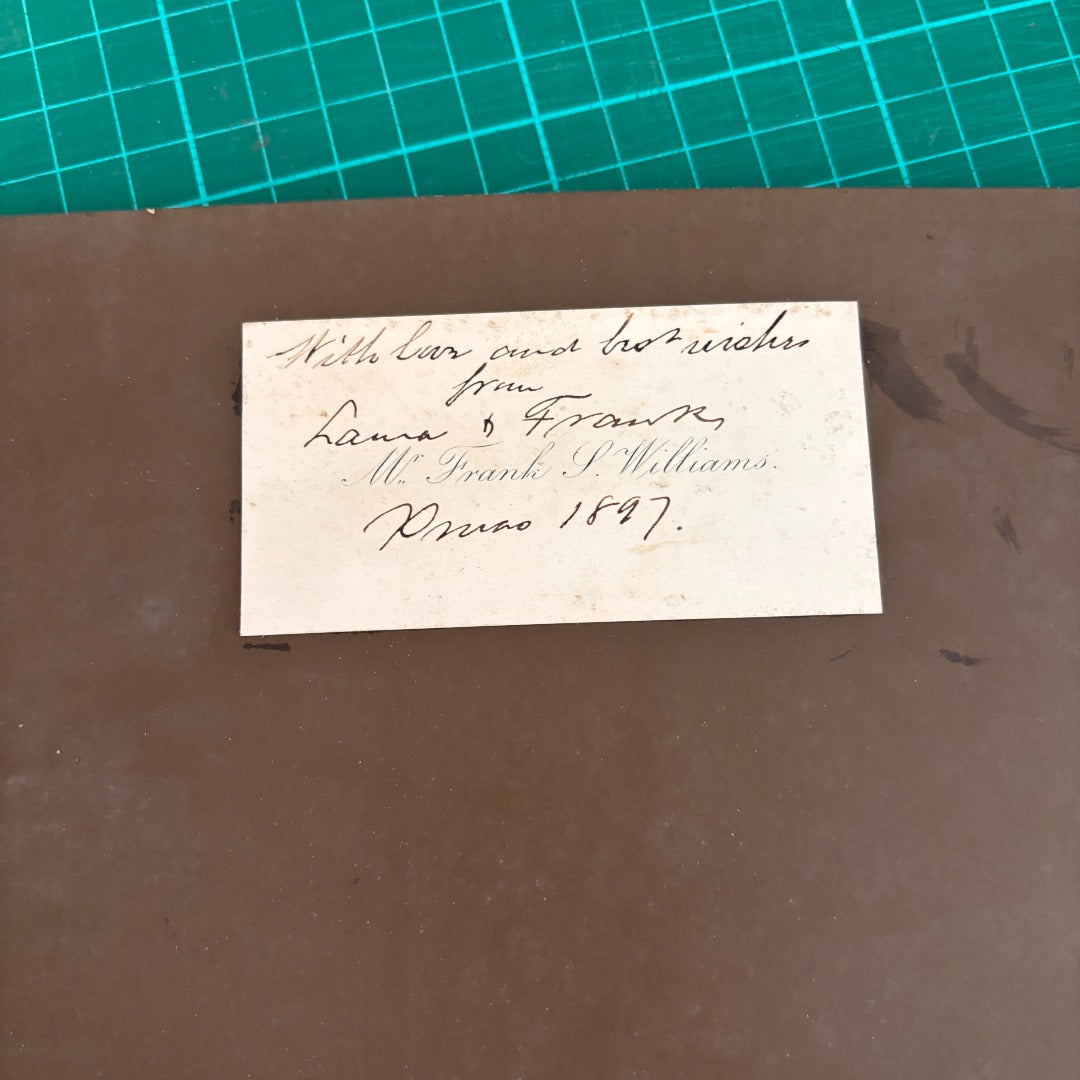 With love and best wishes
from
Laura & Frank
Mr. Frank S. Williams.
Xmas 1897.